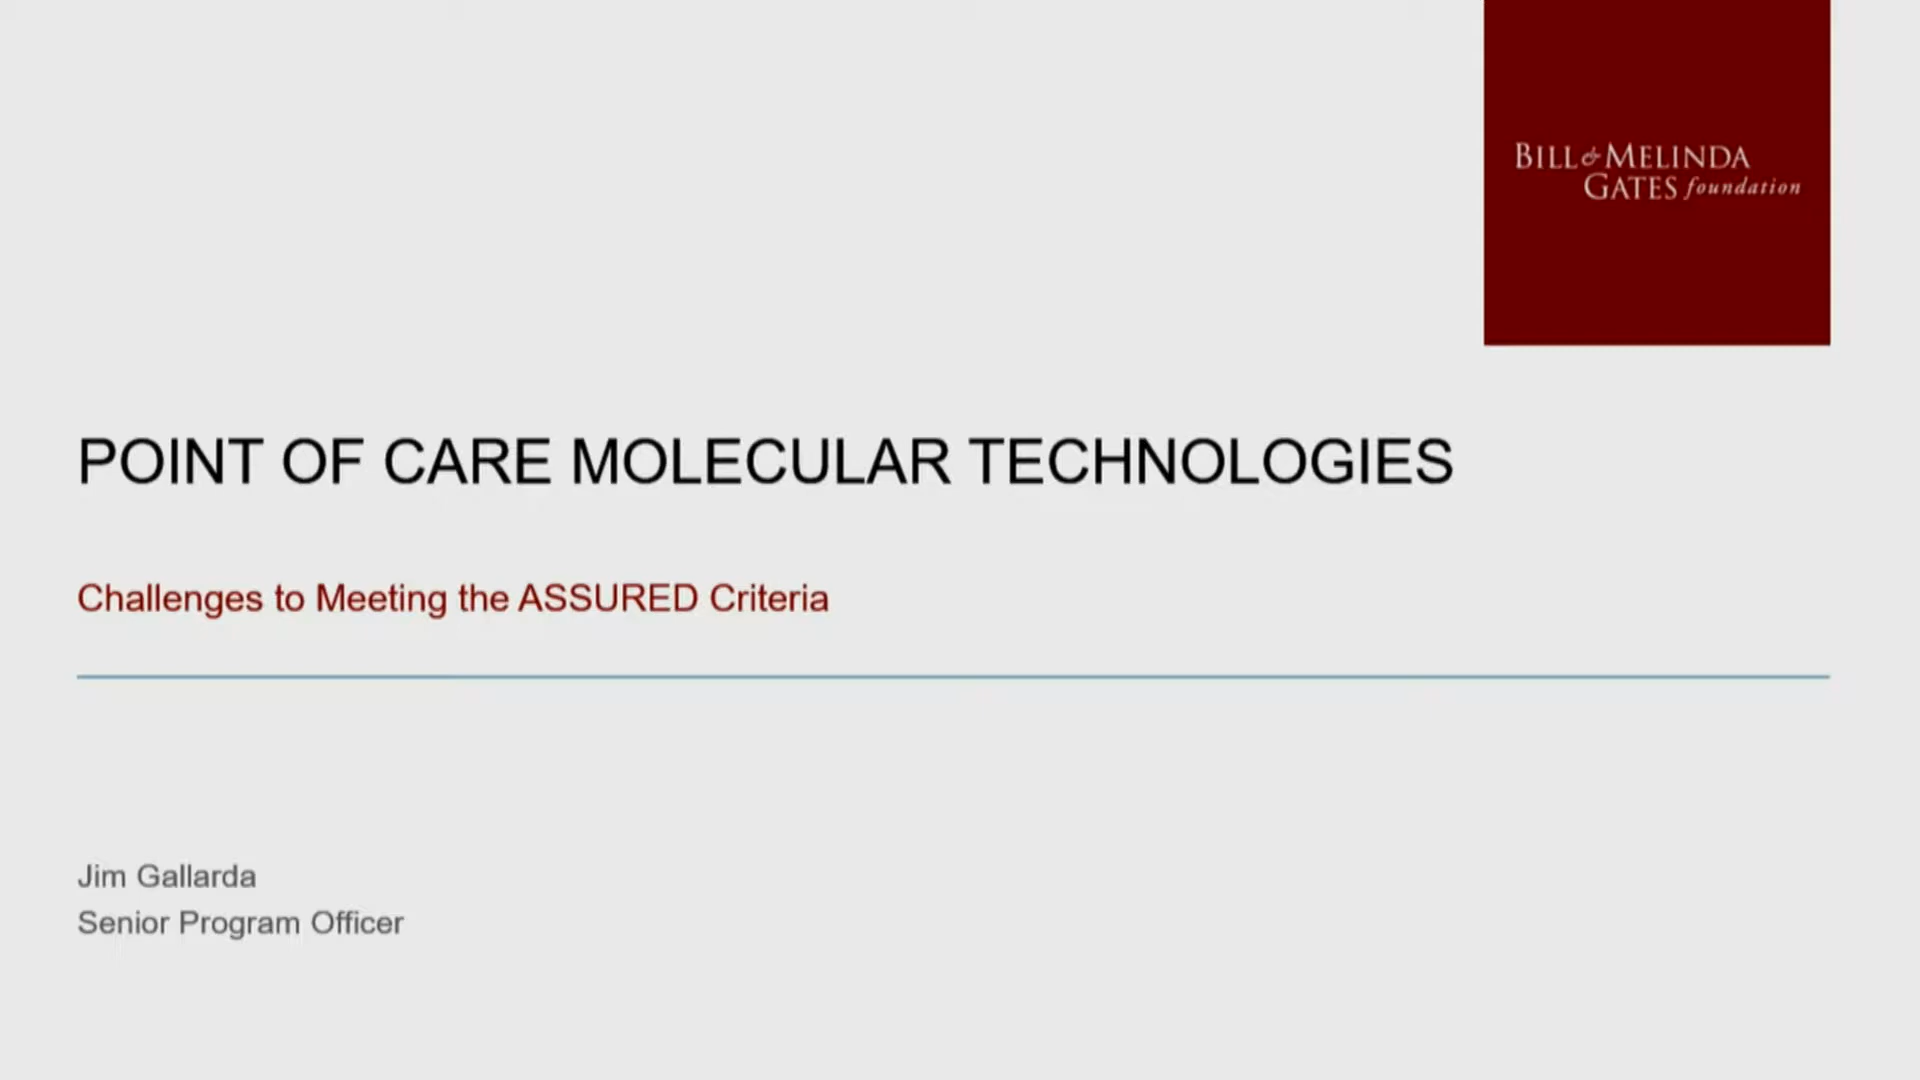 BILL & MELINDA
GATES foundation
POINT OF CARE MOLECULAR TECHNOLOGIES
Challenges to Meeting the ASSURED Criteria
Jim Gallarda
Senior Program Officer